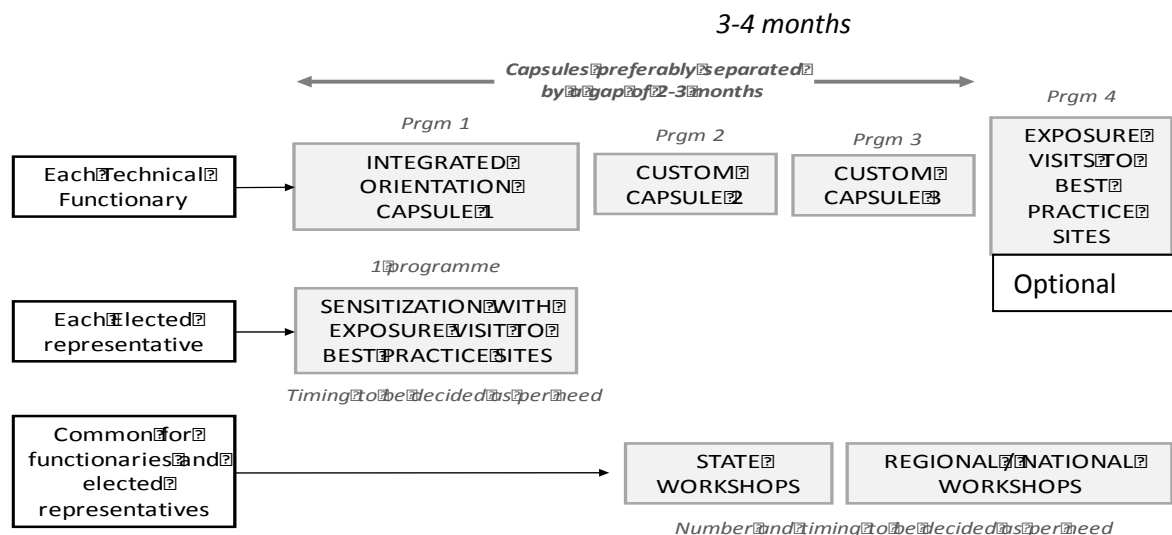 3-4 months
Capsules preferably separated
by a gap of 2-3 months
Prgm 1
Prgm 2
Prgm 3
Prgm 4
Each Technical
Functionary
INTEGRATED
ORIENTATION
CAPSULE 1
CUSTOM
CAPSULE 2
CUSTOM
CAPSULE 3
EXPOSURE
VISITS TO
BEST
PRACTICE
SITES
Optional
1 programme
Each Elected
representative
SENSITIZATION WITH
EXPOSURE VISIT TO
BEST PRACTICE SITES
Timing to be decided as per need
Common for
functionaries and
elected
representatives
STATE
WORKSHOPS
REGIONAL / NATIONAL
WORKSHOPS
Number and timing to be decided as per need